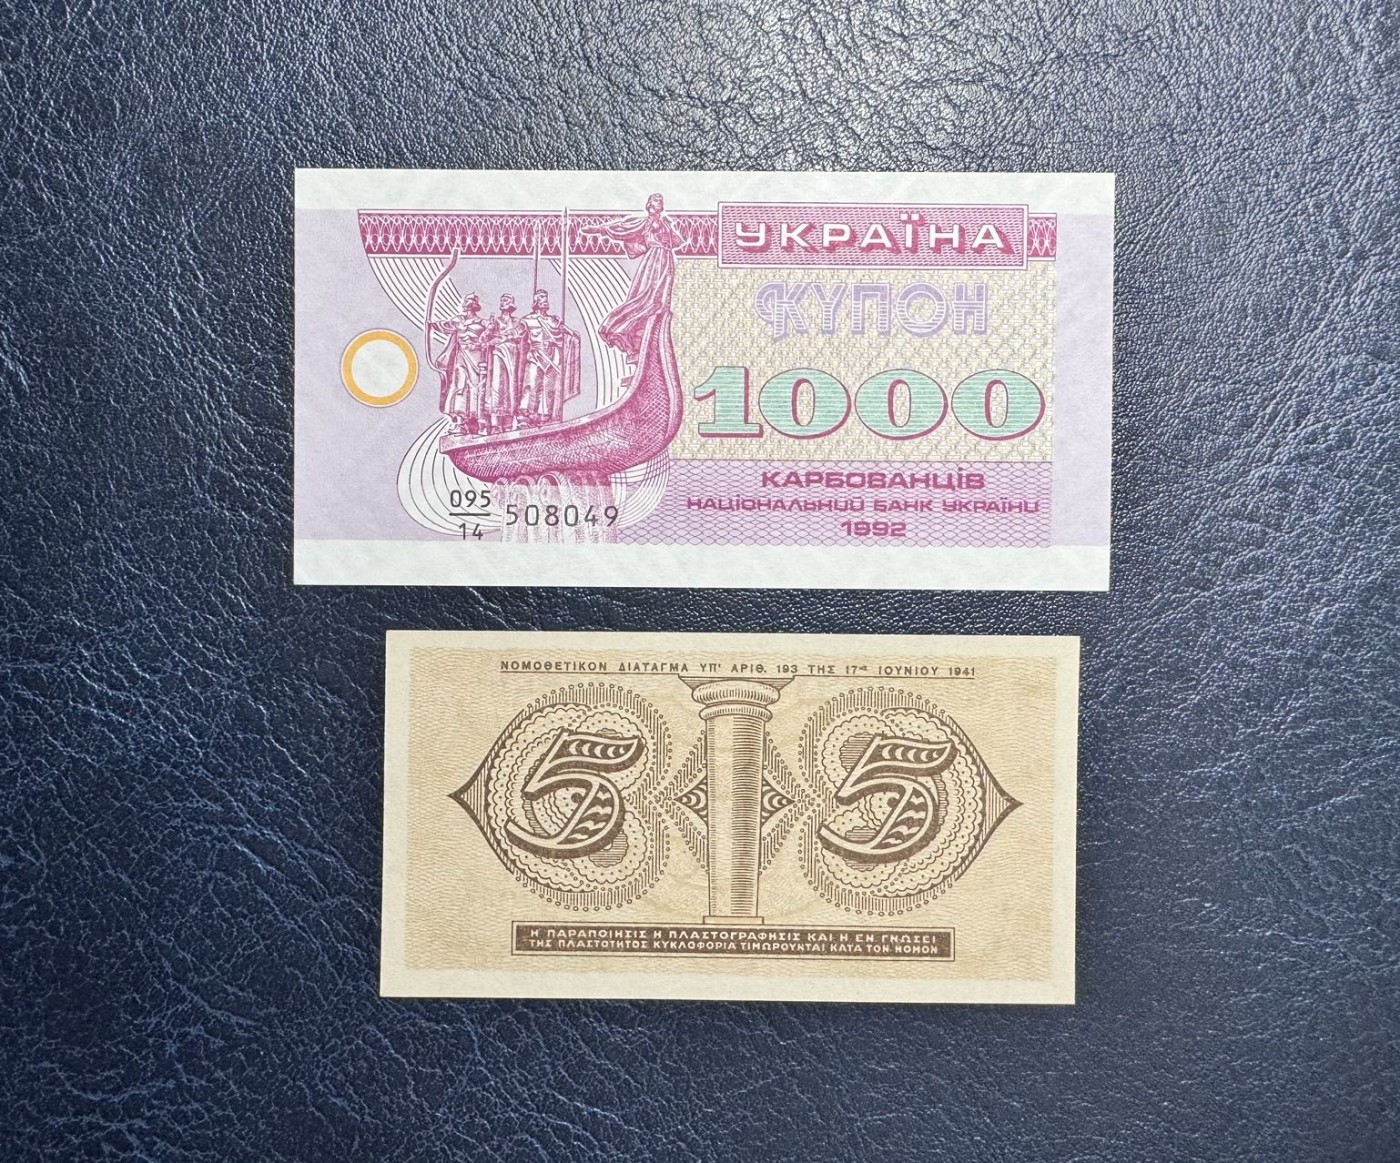 УКРАЇНА
КУПОН
1000
КАРБОВАНЦІВ
НАЦІОНАЛЬНИЙ БАНК УКРАЇНИ
1992
095
14
508049
ΝΟΜΟΘΕΤΙΚΟΝ ΔΙΑΤΑΓΜΑ ΥΠ' ΑΡΙΘ. 193 ΤΗΣ 17ης ΙΟΥΝΙΟΥ 1941
5 5
Η ΠΑΡΑΠΟΙΗΣΙΣ Η ΠΛΑΣΤΟΓΡΑΦΗΣΙΣ ΚΑΙ Η ΕΝ ΓΝΩΣΕΙ
ΤΗΣ ΠΛΑΣΤΟΤΗΤΟΣ ΚΥΚΛΟΦΟΡΙΑ ΤΙΜΩΡΟΥΝΤΑΙ ΚΑΤΑ ΤΟΝ ΝΟΜΟΝ